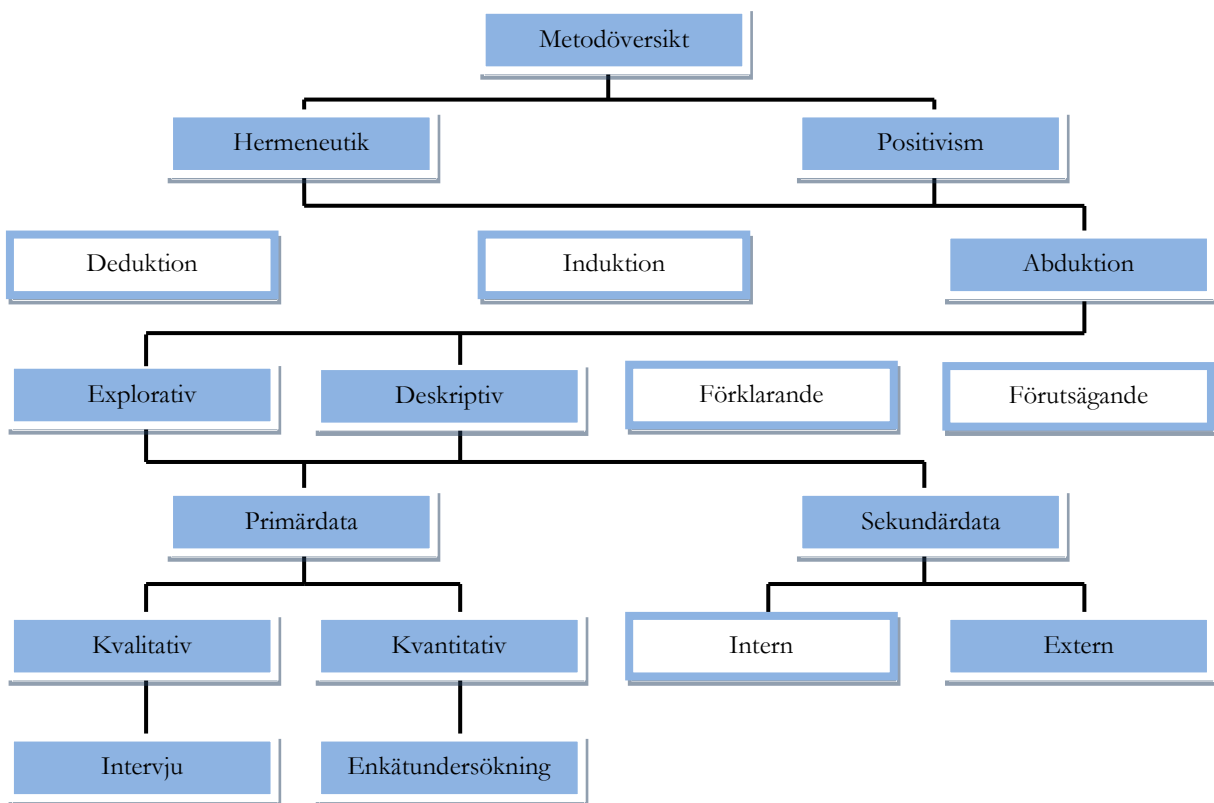 Metodöversikt
Hermeneutik
Positivism
Deduktion
Induktion
Abduktion
Explorativ
Deskriptiv
Förklarande
Förutsägande
Primärdata
Sekundärdata
Kvalitativ
Kvantitativ
Intern
Extern
Intervju
Enkätundersökning